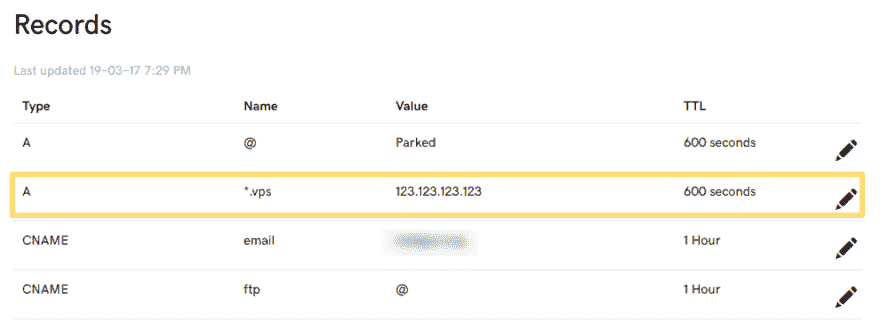 Records
Last updated 19-03-17 7:29 PM
Type Name Value TTL
A @ Parked 600 seconds
A *.vps 123.123.123.123 600 seconds
CNAME email 1 Hour
CNAME ftp @ 1 Hour